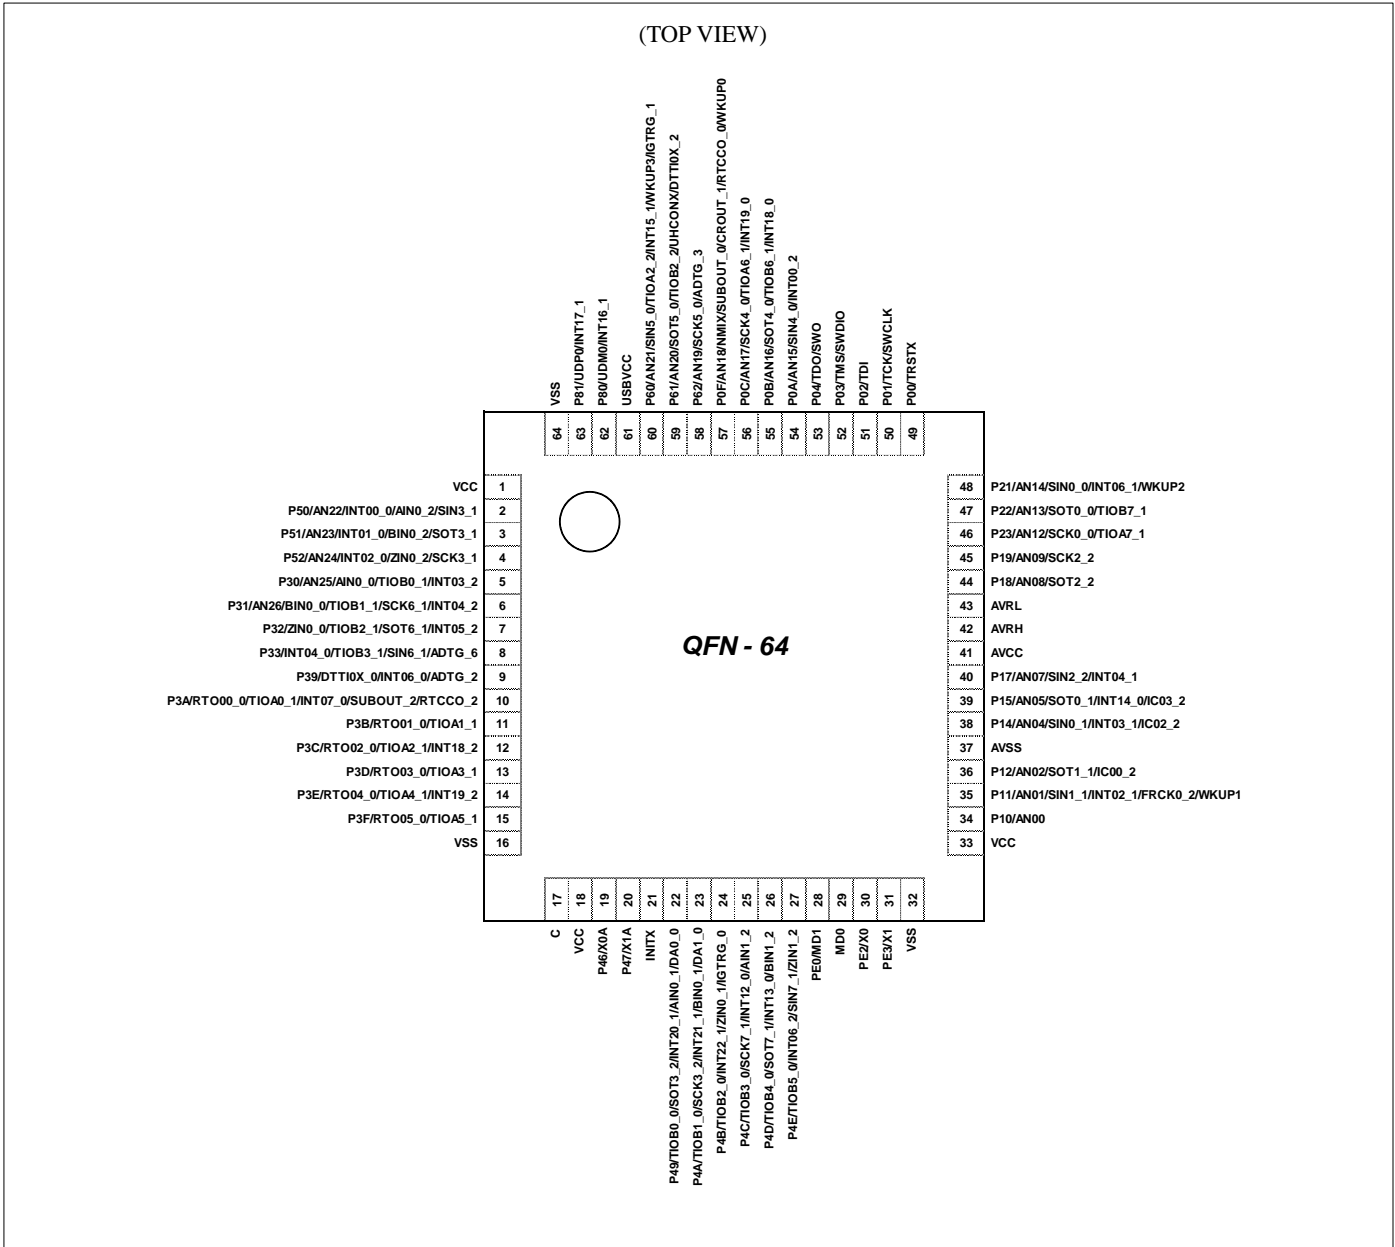 (TOP VIEW)
VSS
P81/UDP0/INT17_1
P80/UDM0/INT16_1
USBVCC
P60/AN21/SIN5_0/TIOA2_2/INT15_1/WKUP3/IGTRG_1
P61/AN20/SOT5_0/TIOB2_2/UHCONX/DTTI0X_2
P62/AN19/SCK5_0/ADTG_3
P0F/AN18/NMIX/SUBOUT_0/CROUT_1/RTCCO_0/WKUP0
P0C/AN17/SCK4_0/TIOA6_1/INT19_0
P0B/AN16/SOT4_0/TIOB6_1/INT18_0
P0A/AN15/SIN4_0/INT00_2
P04/TDO/SWO
P03/TMS/SWDIO
P02/TDI
P01/TCK/SWCLK
P00/TRSTX
64 63 62 61 60 59 58 57 56 55 54 53 52 51 50 49
VCC 1
P50/AN22/INT00_0/AIN0_2/SIN3_1 2
P51/AN23/INT01_0/BIN0_2/SOT3_1 3
P52/AN24/INT02_0/ZIN0_2/SCK3_1 4
P30/AN25/AIN0_0/TIOB0_1/INT03_2 5
P31/AN26/BIN0_0/TIOB1_1/SCK6_1/INT04_2 6
P32/ZIN0_0/TIOB2_1/SOT6_1/INT05_2 7
P33/INT04_0/TIOB3_1/SIN6_1/ADTG_6 8
P39/DTTI0X_0/INT06_0/ADTG_2 9
P3A/RTO00_0/TIOA0_1/INT07_0/SUBOUT_2/RTCCO_2 10
P3B/RTO01_0/TIOA1_1 11
P3C/RTO02_0/TIOA2_1/INT18_2 12
P3D/RTO03_0/TIOA3_1 13
P3E/RTO04_0/TIOA4_1/INT19_2 14
P3F/RTO05_0/TIOA5_1 15
VSS 16
QFN - 64
48 P21/AN14/SIN0_0/INT06_1/WKUP2
47 P22/AN13/SOT0_0/TIOB7_1
46 P23/AN12/SCK0_0/TIOA7_1
45 P19/AN09/SCK2_2
44 P18/AN08/SOT2_2
43 AVRL
42 AVRH
41 AVCC
40 P17/AN07/SIN2_2/INT04_1
39 P15/AN05/SOT0_1/INT14_0/IC03_2
38 P14/AN04/SIN0_1/INT03_1/IC02_2
37 AVSS
36 P12/AN02/SOT1_1/IC00_2
35 P11/AN01/SIN1_1/INT02_1/FRCK0_2/WKUP1
34 P10/AN00
33 VCC
17 18 19 20 21 22 23 24 25 26 27 28 29 30 31 32
C
VCC
P46/X0A
P47/X1A
INITX
P49/TIOB0_0/SOT3_2/INT20_1/AIN0_1/DA0_0
P4A/TIOB1_0/SCK3_2/INT21_1/BIN0_1/DA1_0
P4B/TIOB2_0/INT22_1/ZIN0_1/IGTRG_0
P4C/TIOB3_0/SCK7_1/INT12_0/AIN1_2
P4D/TIOB4_0/SOT7_1/INT13_0/BIN1_2
P4E/TIOB5_0/INT06_2/SIN7_1/ZIN1_2
PE0/MD1
MD0
PE2/X0
PE3/X1
VSS